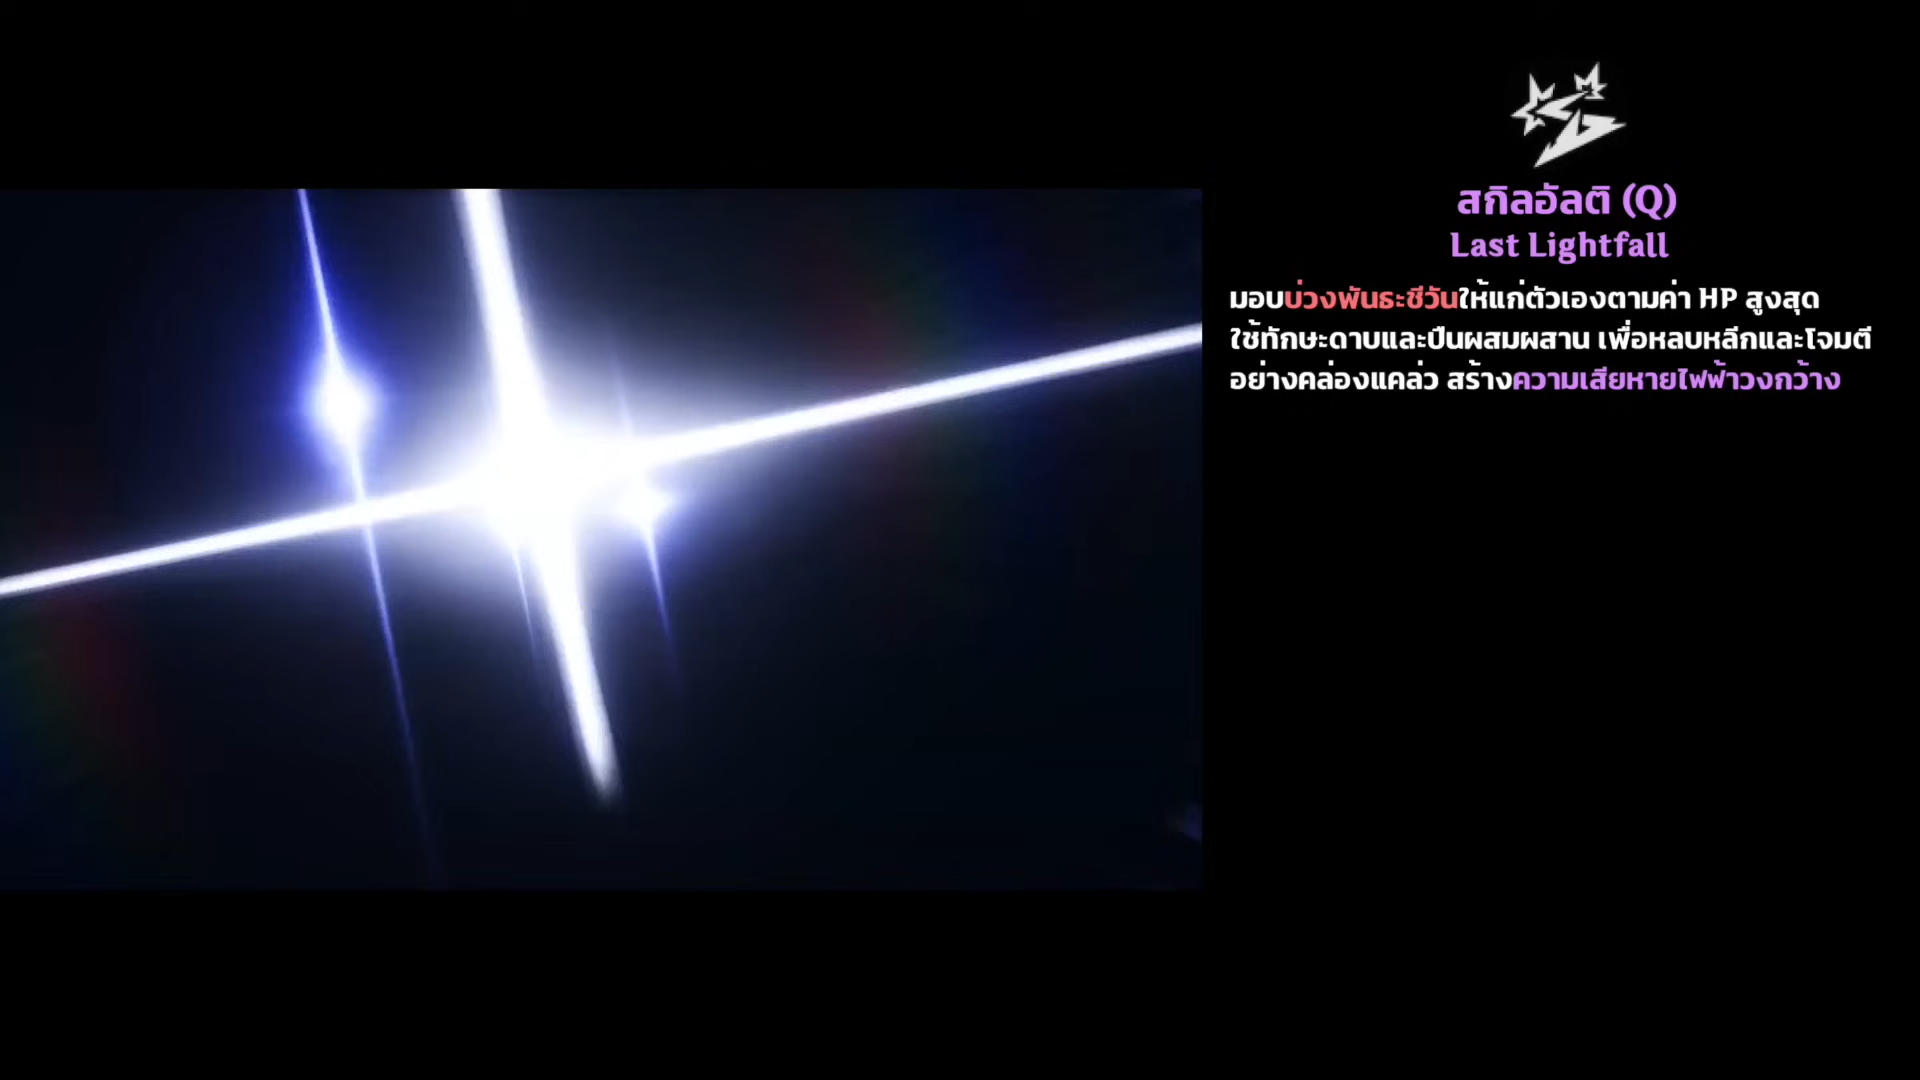 สกิลอัลติ (Q)
Last Lightfall
มอบบ่วงพันธะชีวันให้แก่ตัวเองตามค่า HP สูงสุด
ใช้ทักษะดาบและปืนผสมผสาน เพื่อหลบหลีกและโจมตี
อย่างคล่องแคล่ว สร้างความเสียหายไฟฟ้าวงกว้าง